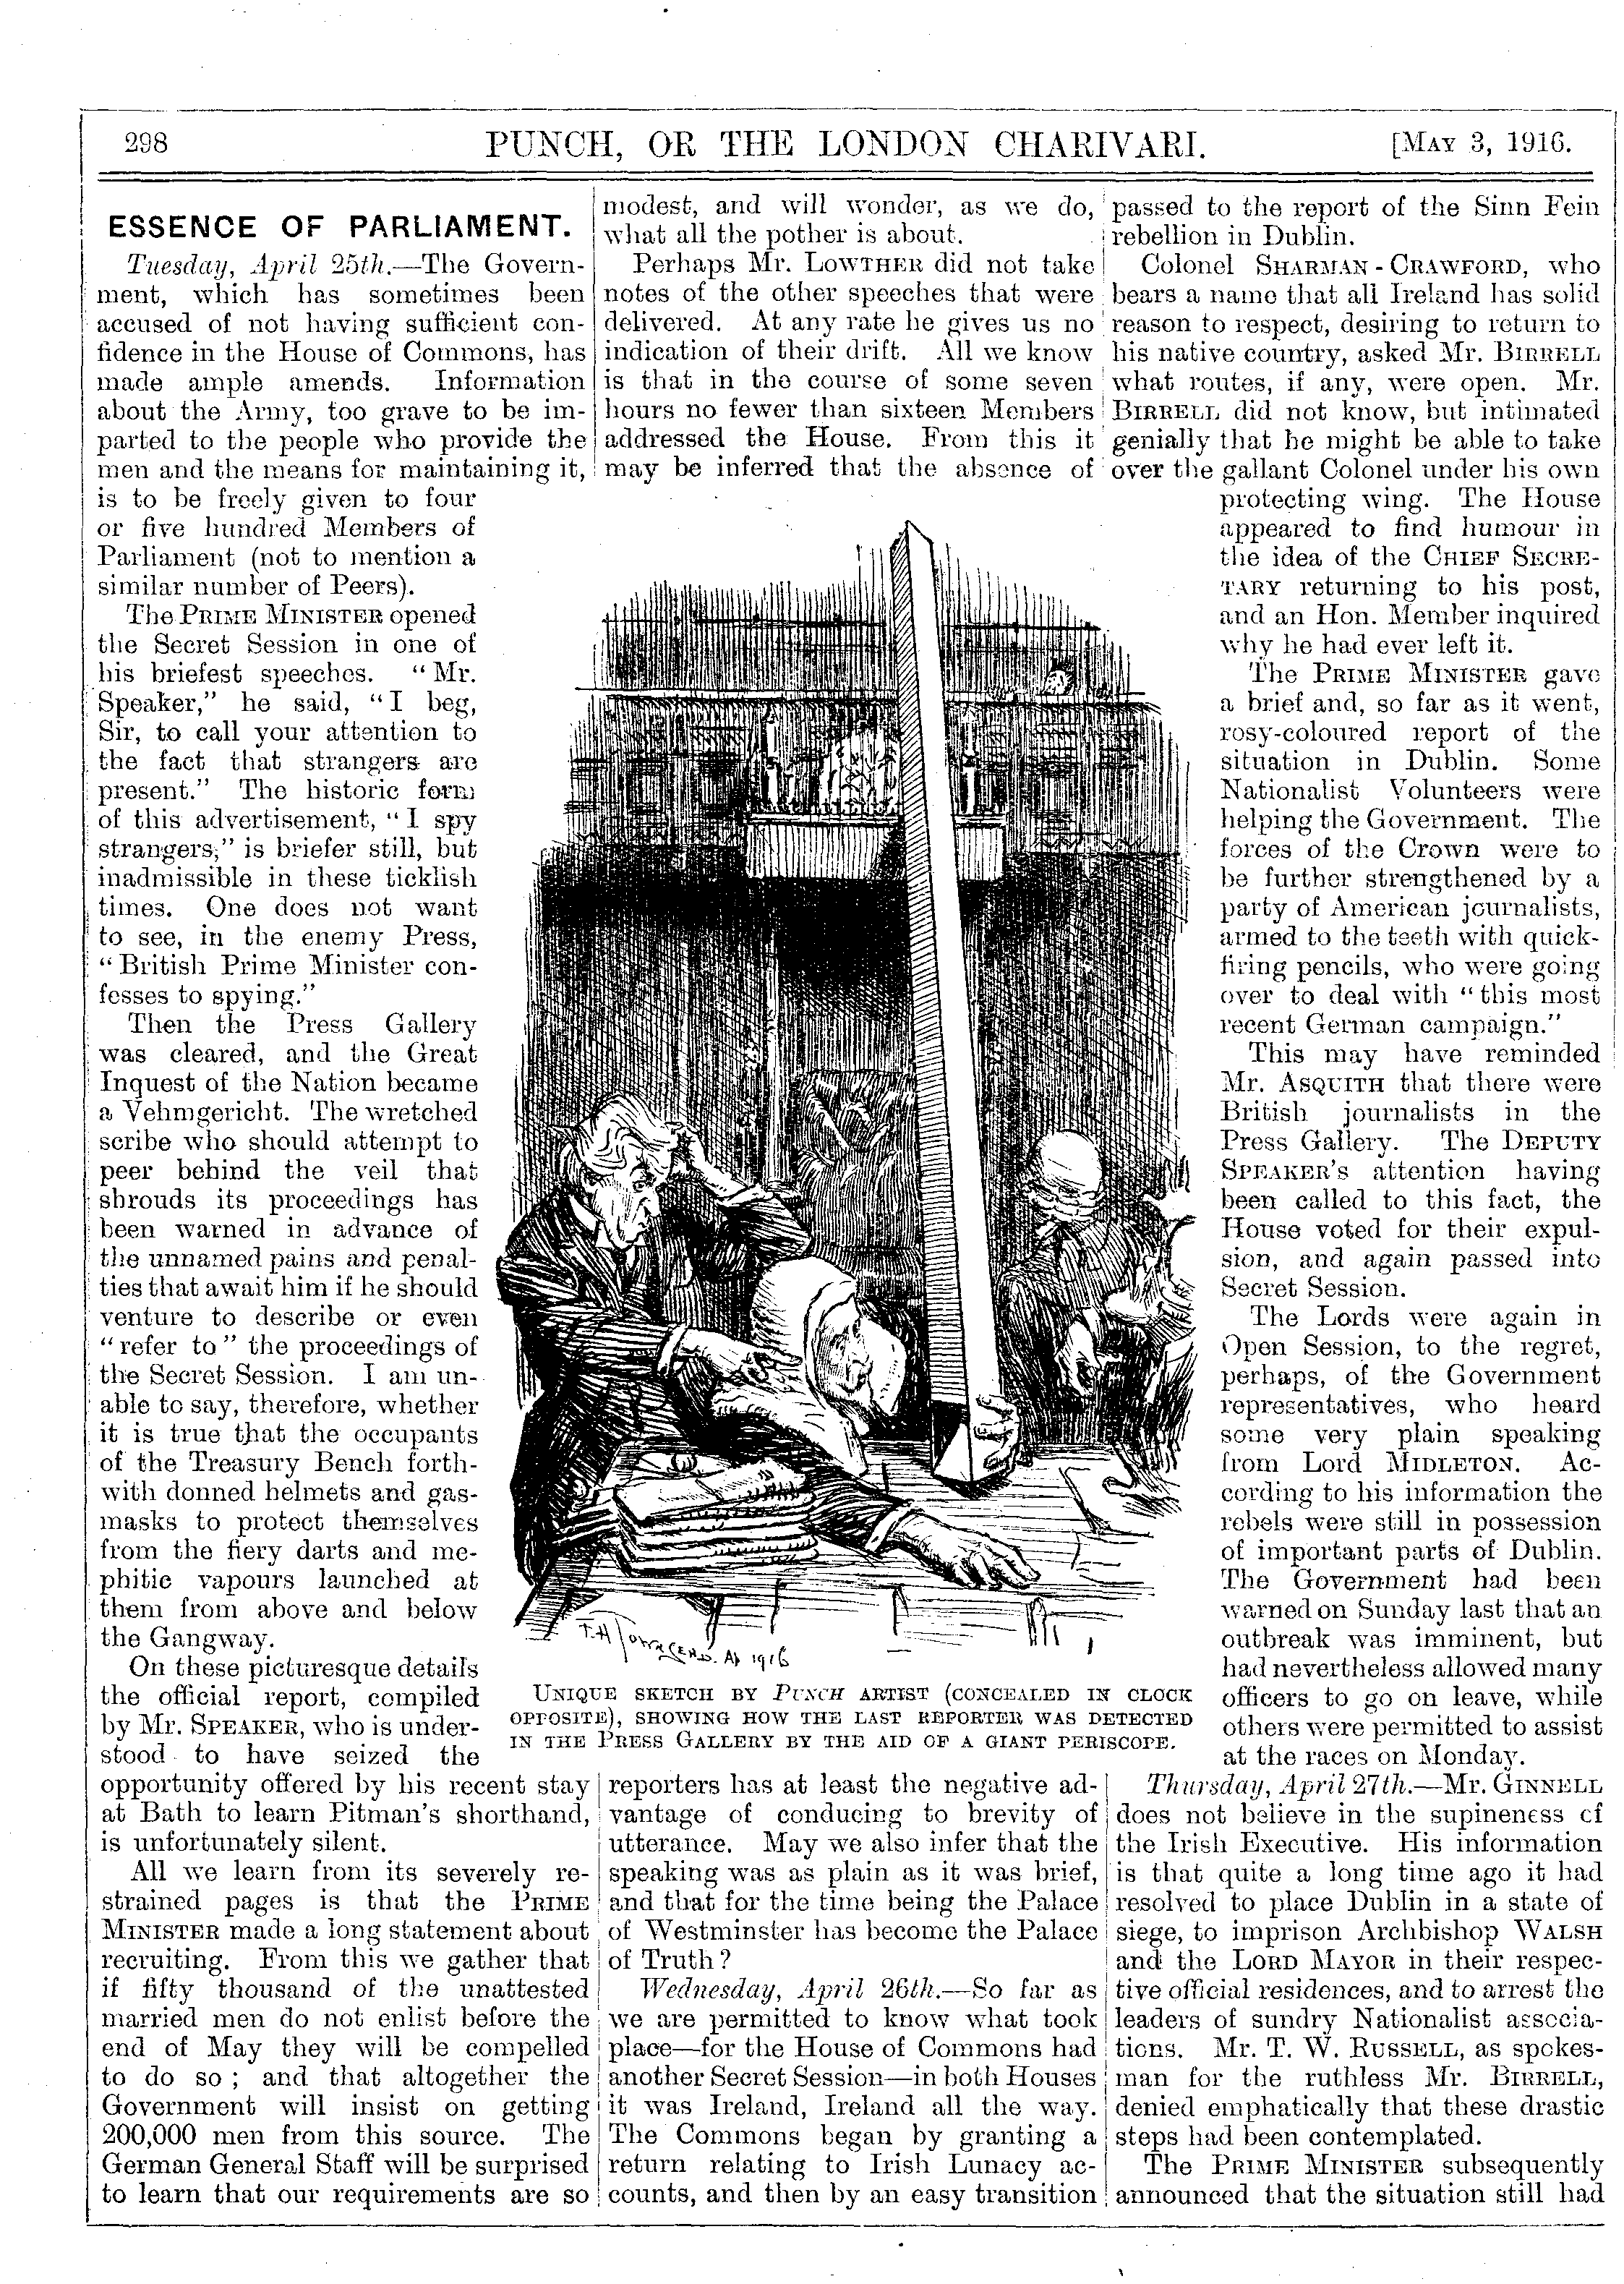 298
PUNCH, OR THE LONDON CHARIVARI.
[MAY 3, 1916.
ESSENCE OF PARLIAMENT.
Tuesday, April 25th.—The Govern-
ment, which has sometimes been
accused of not having sufficient con-
fidence in the House of Commons, has
made ample amends. Information
about the Army, too grave to be im-
parted to the people who provide the
men and the means for maintaining it,
is to be freely given to four
or five hundred Members of
Parliament (not to mention a
similar number of Peers).
The PRIME MINISTER opened
the Secret Session in one of
his briefest speeches. "Mr.
Speaker," he said, "I beg,
Sir, to call your attention to
the fact that strangers are
present." The historic form
of this advertisement, "I spy
strangers," is briefer still, but
inadmissible in these ticklish
times. One does not want
to see, in the enemy Press,
"British Prime Minister con-
fesses to spying."
Then the Press Gallery
was cleared, and the Great
Inquest of the Nation became
a Vehmgericht. The wretched
scribe who should attempt to
peer behind the veil that
shrouds its proceedings has
been warned in advance of
the unnamed pains and penal-
ties that await him if he should
venture to describe or even
"refer to" the proceedings of
the Secret Session. I am un-
able to say, therefore, whether
it is true that the occupants
of the Treasury Bench forth-
with donned helmets and gas-
masks to protect themselves
from the fiery darts and me-
phitic vapours launched at
them from above and below
the Gangway.
On these picturesque details
the official report, compiled
by Mr. SPEAKER, who is under-
stood to have seized the
opportunity offered by his recent stay
at Bath to learn Pitman's shorthand,
is unfortunately silent.
All we learn from its severely re-
strained pages is that the PRIME
MINISTER made a long statement about
recruiting. From this we gather that
if fifty thousand of the unattested
married men do not enlist before the
end of May they will be compelled
to do so; and that altogether the
Government will insist on getting
200,000 men from this source. The
German General Staff will be surprised
to learn that our requirements are so
modest, and will wonder, as we do,
what all the pother is about.
Perhaps Mr. LOWTHER did not take
notes of the other speeches that were
delivered. At any rate he gives us no
indication of their drift. All we know
is that in the course of some seven
hours no fewer than sixteen Members
addressed the House. From this it
may be inferred that the absence of
T.H. TOWNSEND. Ap 1916
UNIQUE SKETCH BY PUNCH ARTIST (CONCEALED IN CLOCK
OPPOSITE), SHOWING HOW THE LAST REPORTER WAS DETECTED
IN THE PRESS GALLERY BY THE AID OF A GIANT PERISCOPE.
reporters has at least the negative ad-
vantage of conducing to brevity of
utterance. May we also infer that the
speaking was as plain as it was brief,
and that for the time being the Palace
of Westminster has become the Palace
of Truth?
Wednesday, April 26th.—So far as
we are permitted to know what took
place—for the House of Commons had
another Secret Session—in both Houses
it was Ireland, Ireland all the way.
The Commons began by granting a
return relating to Irish Lunacy ac-
counts, and then by an easy transition
passed to the report of the Sinn Fein
rebellion in Dublin.
Colonel SHARMAN-CRAWFORD, who
bears a name that all Ireland has solid
reason to respect, desiring to return to
his native country, asked Mr. BIRRELL
what routes, if any, were open. Mr.
BIRRELL did not know, but intimated
genially that he might be able to take
over the gallant Colonel under his own
protecting wing. The House
appeared to find humour in
the idea of the CHIEF SECRE-
TARY returning to his post,
and an Hon. Member inquired
why he had ever left it.
The PRIME MINISTER gave
a brief and, so far as it went,
rosy-coloured report of the
situation in Dublin. Some
Nationalist Volunteers were
helping the Government. The
forces of the Crown were to
be further strengthened by a
party of American journalists,
armed to the teeth with quick-
firing pencils, who were going
over to deal with "this most
recent German campaign."
This may have reminded
Mr. ASQUITH that there were
British journalists in the
Press Gallery. The DEPUTY
SPEAKER'S attention having
been called to this fact, the
House voted for their expul-
sion, and again passed into
Secret Session.
The Lords were again in
Open Session, to the regret,
perhaps, of the Government
representatives, who heard
some very plain speaking
from Lord MIDLETON. Ac-
cording to his information the
rebels were still in possession
of important parts of Dublin.
The Government had been
warned on Sunday last that an
outbreak was imminent, but
had nevertheless allowed many
officers to go on leave, while
others were permitted to assist
at the races on Monday.
Thursday, April 27th.—Mr. GINNELL
does not believe in the supineness of
the Irish Executive. His information
is that quite a long time ago it had
resolved to place Dublin in a state of
siege, to imprison Archbishop WALSH
and the LORD MAYOR in their respec-
tive official residences, and to arrest the
leaders of sundry Nationalist associa-
tions. Mr. T. W. RUSSELL, as spokes-
man for the ruthless Mr. BIRRELL,
denied emphatically that these drastic
steps had been contemplated.
The PRIME MINISTER subsequently
announced that the situation still had